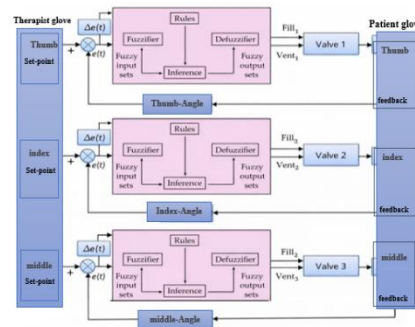 Therapist glove
Patient glov
Thumb
Set-point
+
Δe(t)
e(t)
Rules
Fuzzifier
Defuzzifier
Fuzzy input sets
Inference
Fuzzy output sets
Fill₁
Vent₁
Valve 1
Thumb
feedback
Thumb-Angle
index
Set-point
+
Δe(t)
e(t)
Rules
Fuzzifier
Defuzzifier
Fuzzy input sets
Inference
Fuzzy output sets
Fill₂
Vent₂
Valve 2
index
feedback
Index-Angle
middle
Set-point
+
Δe(t)
e(t)
Rules
Fuzzifier
Defuzzifier
Fuzzy input sets
Inference
Fuzzy output sets
Fill₂
Vent₃
Valve 3
middle
feedback
middle-Angle